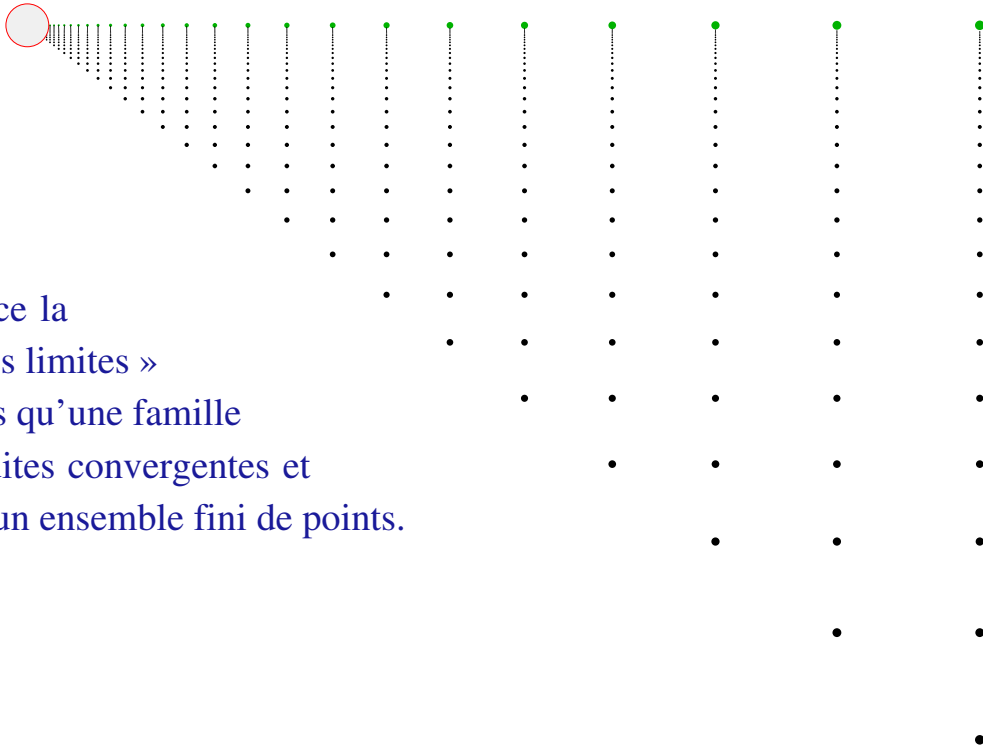 ce la
s limites »
s qu’une famille
ites convergentes et
un ensemble fini de points.